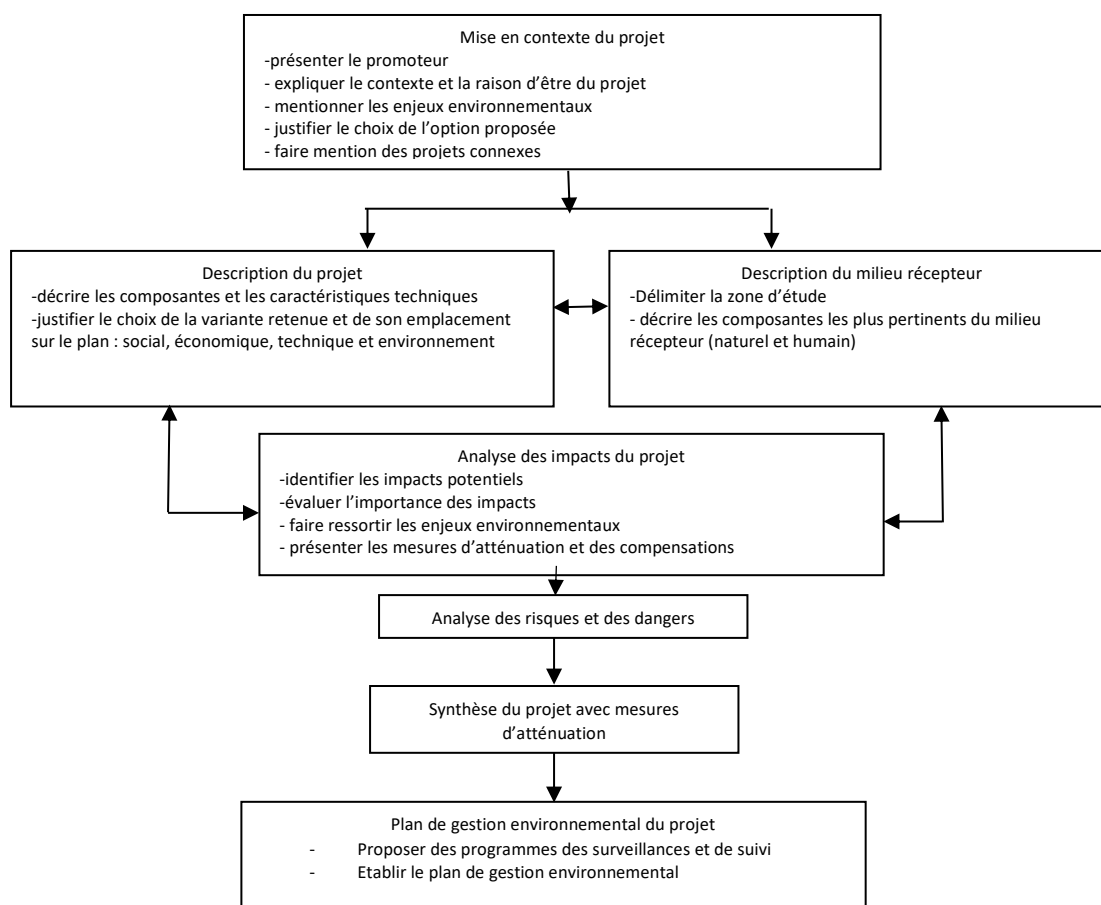 Mise en contexte du projet
-présenter le promoteur
- expliquer le contexte et la raison d’être du projet
- mentionner les enjeux environnementaux
- justifier le choix de l’option proposée
- faire mention des projets connexes
Description du projet
-décrire les composantes et les caractéristiques techniques
-justifier le choix de la variante retenue et de son emplacement
sur le plan : social, économique, technique et environnement
Description du milieu récepteur
-Délimiter la zone d’étude
- décrire les composantes les plus pertinents du milieu
récepteur (naturel et humain)
Analyse des impacts du projet
-identifier les impacts potentiels
-évaluer l’importance des impacts
- faire ressortir les enjeux environnementaux
- présenter les mesures d’atténuation et des compensations
Analyse des risques et des dangers
Synthèse du projet avec mesures
d’atténuation
Plan de gestion environnemental du projet
- Proposer des programmes des surveillances et de suivi
- Etablir le plan de gestion environnemental